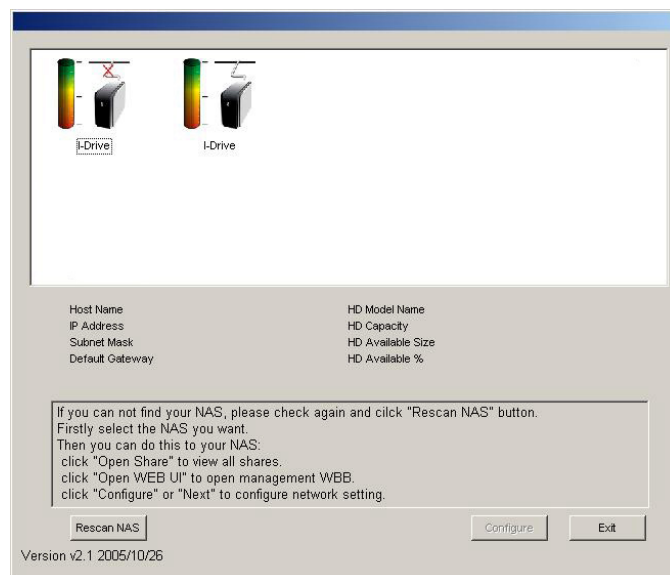 I-Drive
I-Drive
Host Name
IP Address
Subnet Mask
Default Gateway
HD Model Name
HD Capacity
HD Available Size
HD Available %
If you can not find your NAS, please check again and cilck "Rescan NAS" button.
Firstly select the NAS you want.
Then you can do this to your NAS:
click "Open Share" to view all shares.
click "Open WEB UI" to open management WBB.
click "Configure" or "Next" to configure network setting.
Rescan NAS
Configure
Exit
Version v2.1 2005/10/26